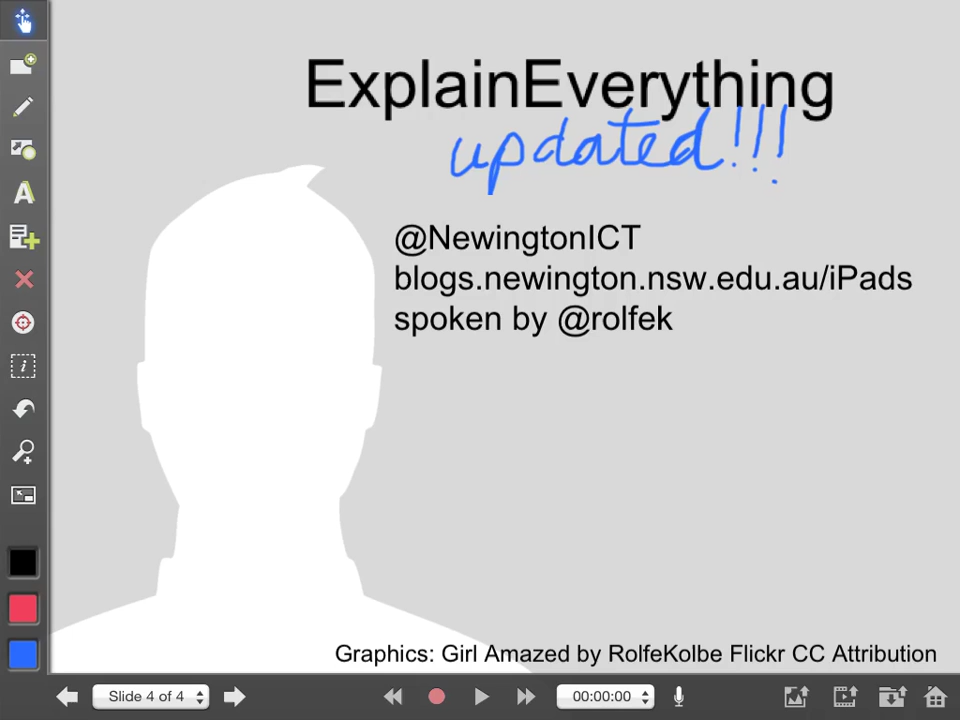 ExplainEverything
updated!!!
@NewingtonICT
blogs.newington.nsw.edu.au/iPads
spoken by @rolfek
A
i
Graphics: Girl Amazed by RolfeKolbe Flickr CC Attribution
Slide 4 of 4
00:00:00